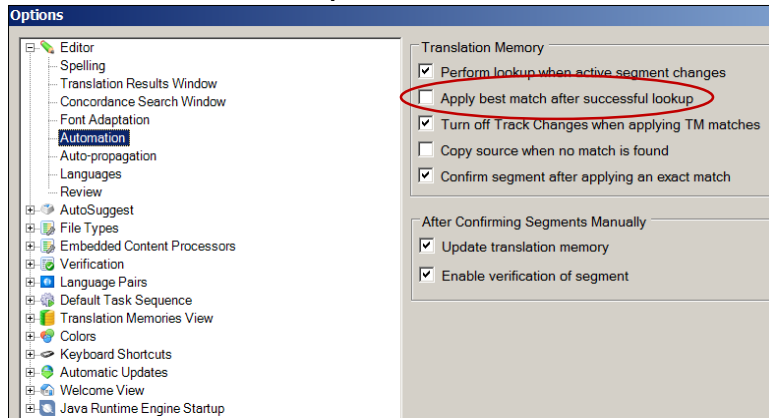 Options
Editor
Spelling
Translation Results Window
Concordance Search Window
Font Adaptation
Automation
Auto-propagation
Languages
Review
AutoSuggest
File Types
Embedded Content Processors
Verification
Language Pairs
Default Task Sequence
Translation Memories View
Colors
Keyboard Shortcuts
Automatic Updates
Welcome View
Java Runtime Engine Startup
Translation Memory
Perform lookup when active segment changes
Apply best match after successful lookup
Turn off Track Changes when applying TM matches
Copy source when no match is found
Confirm segment after applying an exact match
After Confirming Segments Manually
Update translation memory
Enable verification of segment